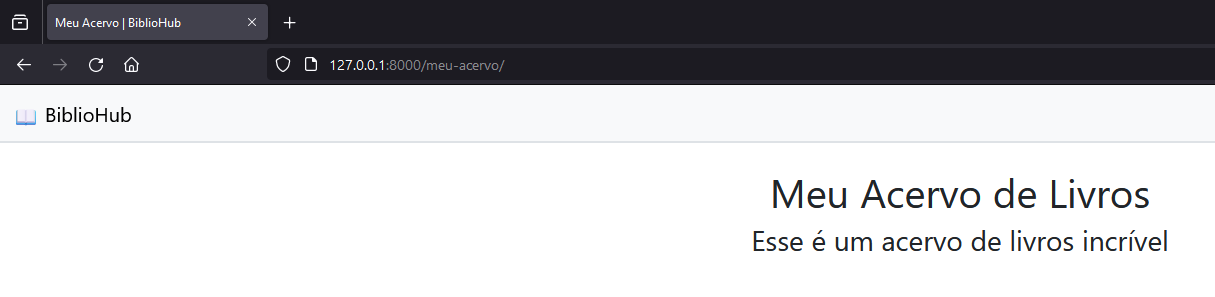 Meu Acervo | BiblioHub
127.0.0.1:8000/meu-acervo/
📖 BiblioHub
Meu Acervo de Livros
Esse é um acervo de livros incrível